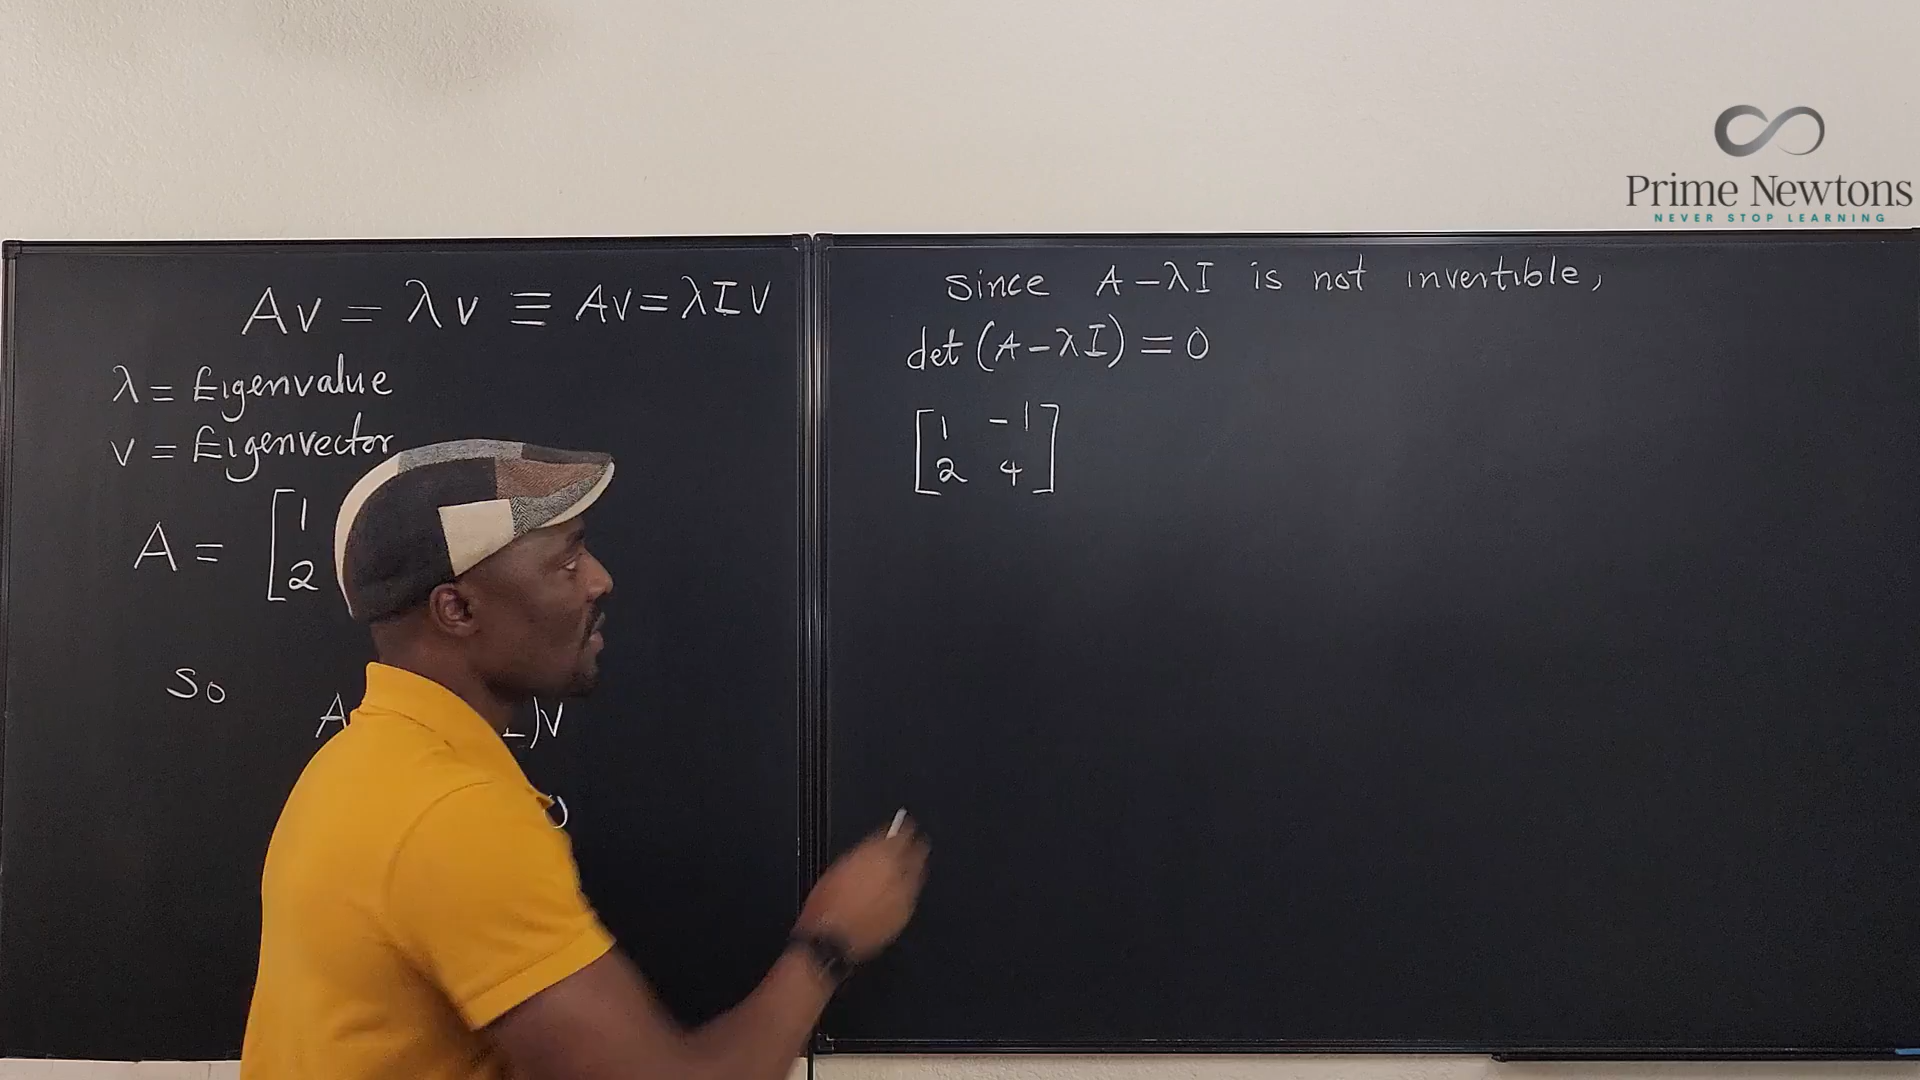 Prime Newtons
NEVER STOP LEARNING
Av = λv ≡ Av = λIv
λ = Eigenvalue
v = Eigenvector
A = [1
2
So
A )v
since A - λI is not invertible,
det (A - λI) = 0
[1 -1
2 4]